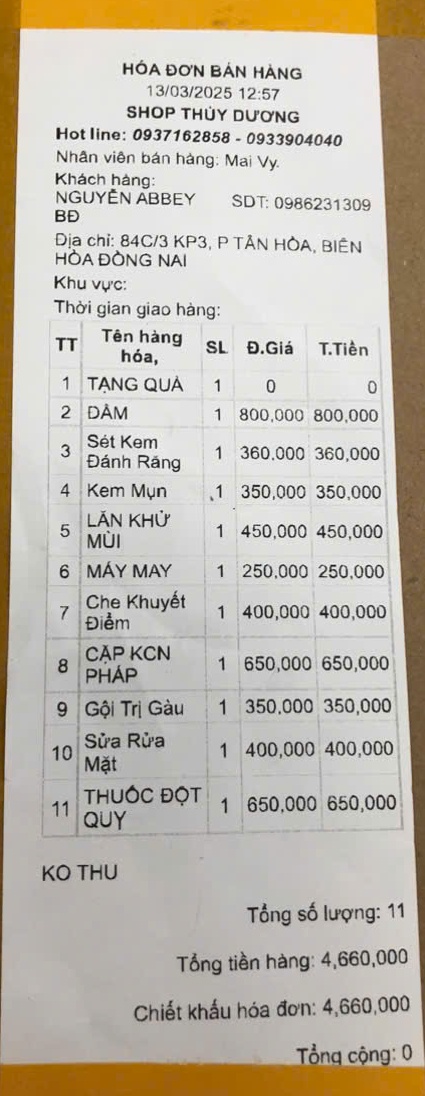 HÓA ĐƠN BÁN HÀNG
13/03/2025 12:57
SHOP THÚY DƯƠNG
Hot line: 0937162858 - 0933904040
Nhân viên bán hàng: Mai Vy.
Khách hàng:
NGUYỄN ABBEY SDT: 0986231309
BĐ
Địa chỉ: 84C/3 KP3, P TÂN HÒA, BIÊN
HÒA ĐÔNG NAI
Khu vực:
Thời gian giao hàng:
TT Tên hàng hóa, SL Đ.Giá T.Tiền
1 TẶNG QUÀ 1 0 0
2 DÂM 1 800,000 800,000
3 Sét Kem Đánh Răng 1 360,000 360,000
4 Kem Mụn 1 350,000 350,000
5 LĂN KHỬ MÙI 1 450,000 450,000
6 MÁY MAY 1 250,000 250,000
7 Che Khuyết Điểm 1 400,000 400,000
8 CẶP KCN PHÁP 1 650,000 650,000
9 Gội Trị Gàu 1 350,000 350,000
10 Sửa Rửa Mặt 1 400,000 400,000
11 THUỐC ĐỘT QUY 1 650,000 650,000
KO THU
Tổng số lượng: 11
Tổng tiền hàng: 4,660,000
Chiết khấu hóa đơn: 4,660,000
Tổng cộng: 0